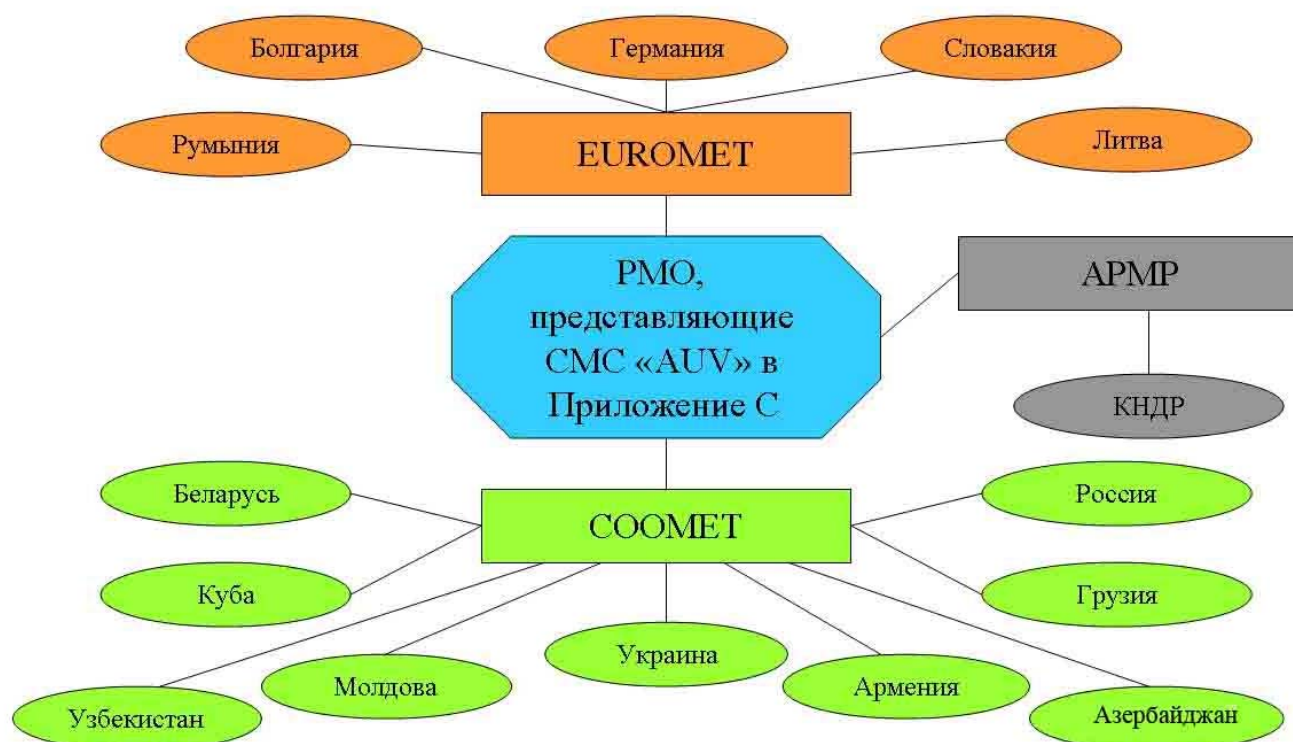 Болгария
Германия
Словакия
Румыния
EUROMET
Литва
РМО,
представляющие
СМС «AUV» в
Приложение С
APMP
КНДР
Беларусь
COOMET
Россия
Куба
Грузия
Украина
Молдова
Армения
Узбекистан
Азербайджан